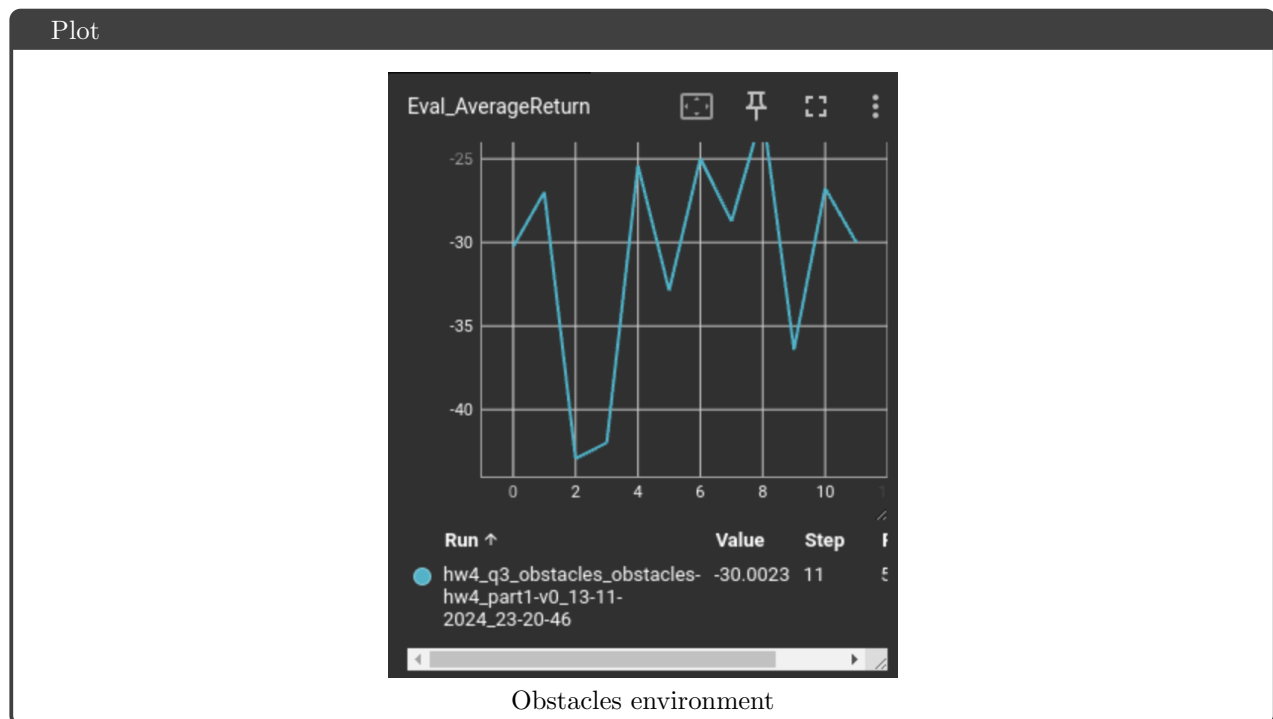 Plot
Eval_AverageReturn
-25
-30
-35
-40
0 2 4 6 8 10
Run ↑ Value Step
hw4_q3_obstacles_obstacles- -30.0023 11
hw4_part1-v0_13-11-
2024_23-20-46
Obstacles environment